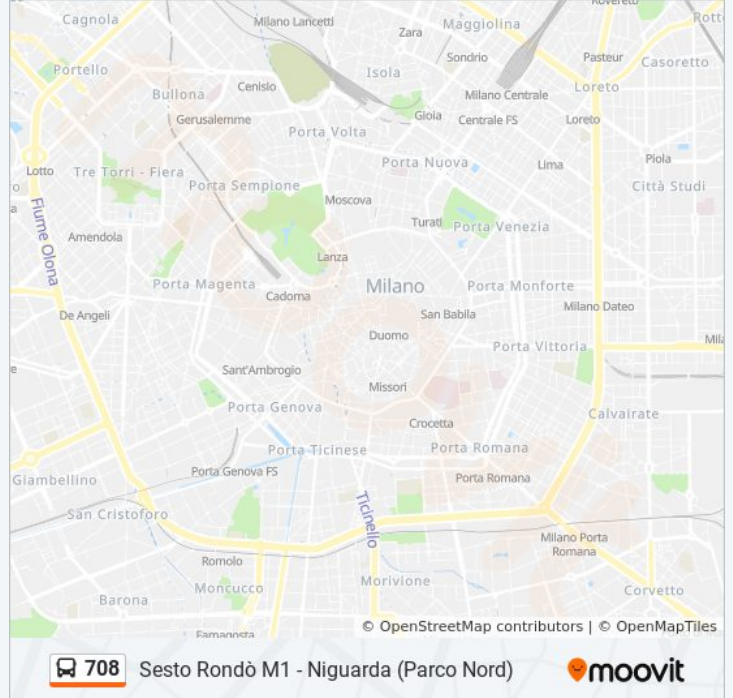 Rovereto
Cagnola
Milano Lancetti
Maggiolina
Zara
Sondrio
Pasteur
Casoretto
Portello
Isola
Cenisio
Bullona
Milano Centrale
Loreto
Gerusalemme
Gioia
Centrale FS
Loreto
Porta Volta
Piola
Porta Nuova
Lima
Lotto
Tre Torri - Fiera
Porta Sempione
Città Studi
Moscova
Fiume Olona
Turati
Porta Venezia
Amendola
Lanza
Porta Magenta
Milano
Porta Monforte
Cadorna
Milano Dateo
De Angeli
San Babila
Duomo
Porta Vittoria
Sant'Ambrogio
Missori
Porta Genova
Calvairate
Crocetta
Porta Ticinese
Porta Romana
Giambellino
Porta Genova FS
Porta Romana
San Cristoforo
Ticinello
Milano Porta
Romana
Romolo
Moncucco
Morivione
Corvetto
Barona
Famagosta
© OpenStreetMap contributors | © OpenMapTiles
708 Sesto Rondò M1 - Niguarda (Parco Nord)
moovit